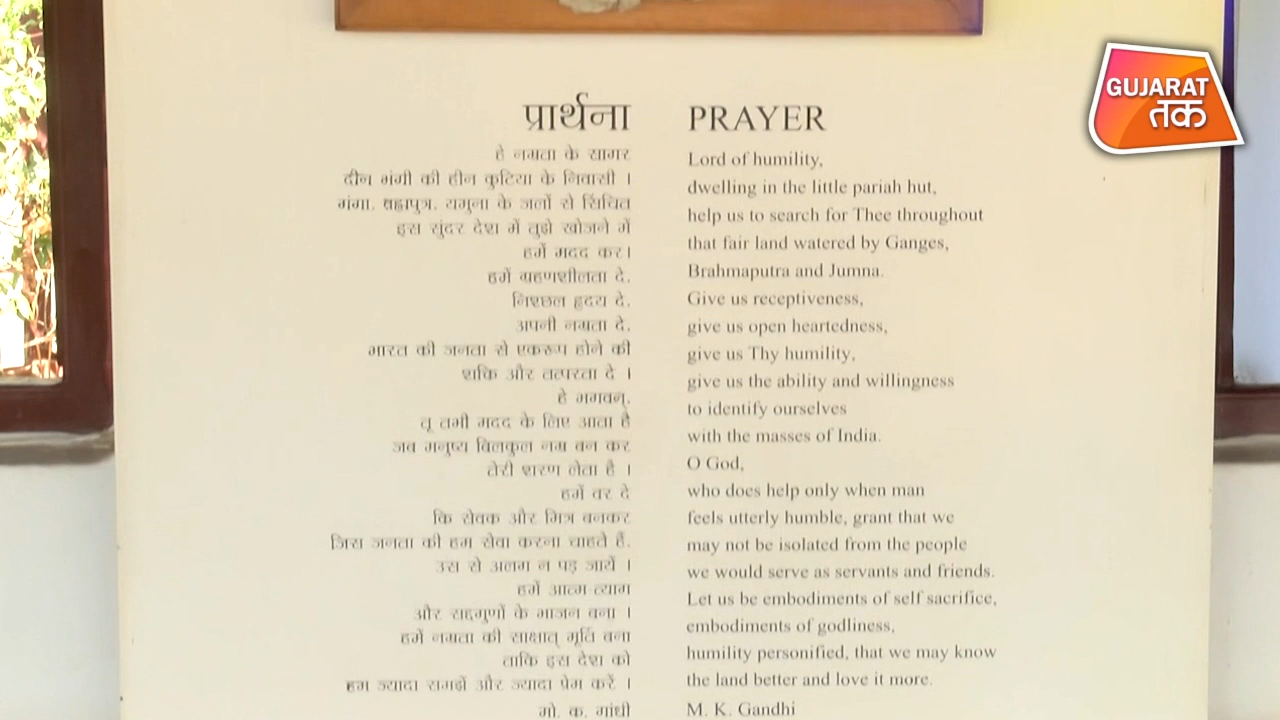 GUJARAT
तक
प्रार्थना
हे नम्रता के सागर
दीन भंगी की हीन कुटिया के निवासी ।
गंगा, ब्रह्मपुत्र, यमुना के जलों से सिंचित
इस सुंदर देश में तुझे खोजने में
हमें मदद कर।
हमें ग्रहणशीलता दे,
निश्छल हृदय दे,
अपनी नम्रता दे,
भारत की जनता से एकरूप होने की
शक्ति और तत्परता दे ।
हे भगवन्,
तू तभी मदद के लिए आता है
जब मनुष्य बिलकुल नम्र बन कर
तेरी शरण लेता है ।
हमें वर दे
कि सेवक और मित्र बनकर
जिस जनता की हम सेवा करना चाहते हैं,
उस से अलग न पड़ जायें ।
हमें आत्म-त्याग
और सद्गुणों के भाजन बना ।
हमें नम्रता की साक्षात् मूर्ति बना
ताकि इस देश को
हम ज्यादा समझें और ज्यादा प्रेम करें ।
मो. क. गांधी
PRAYER
Lord of humility,
dwelling in the little pariah hut,
help us to search for Thee throughout
that fair land watered by Ganges,
Brahmaputra and Jumna.
Give us receptiveness,
give us open heartedness,
give us Thy humility,
give us the ability and willingness
to identify ourselves
with the masses of India.
O God,
who does help only when man
feels utterly humble, grant that we
may not be isolated from the people
we would serve as servants and friends.
Let us be embodiments of self sacrifice,
embodiments of godliness,
humility personified, that we may know
the land better and love it more.
M. K. Gandhi